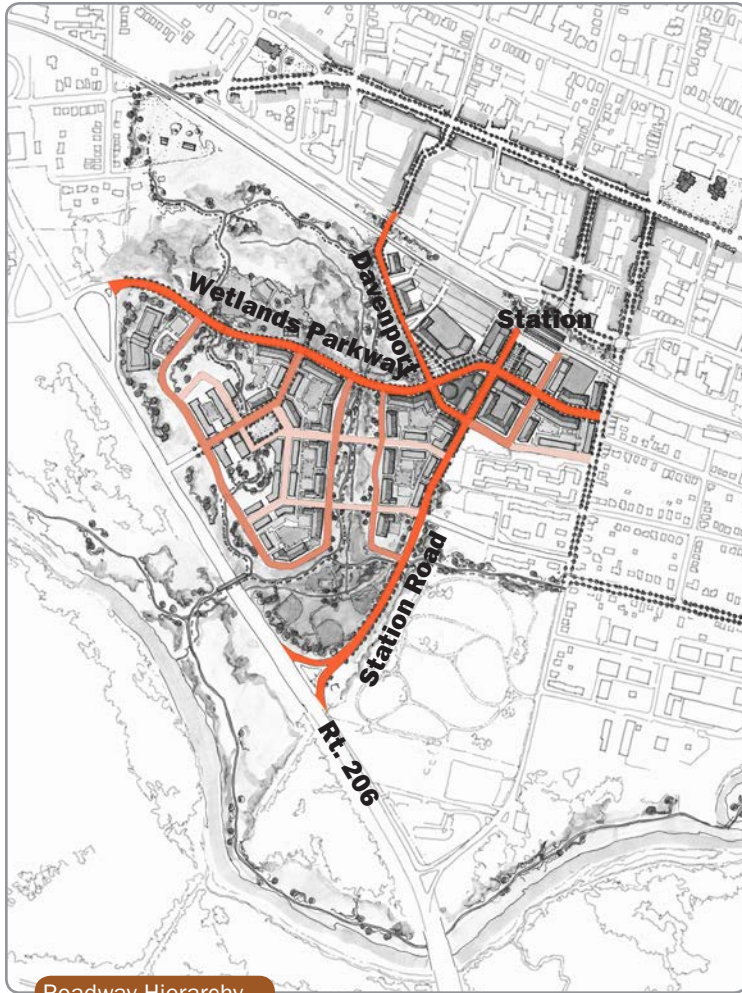 Davenport
Wetlands Parkway
Station
Station Road
Rt. 206
Roadway Hierarchy